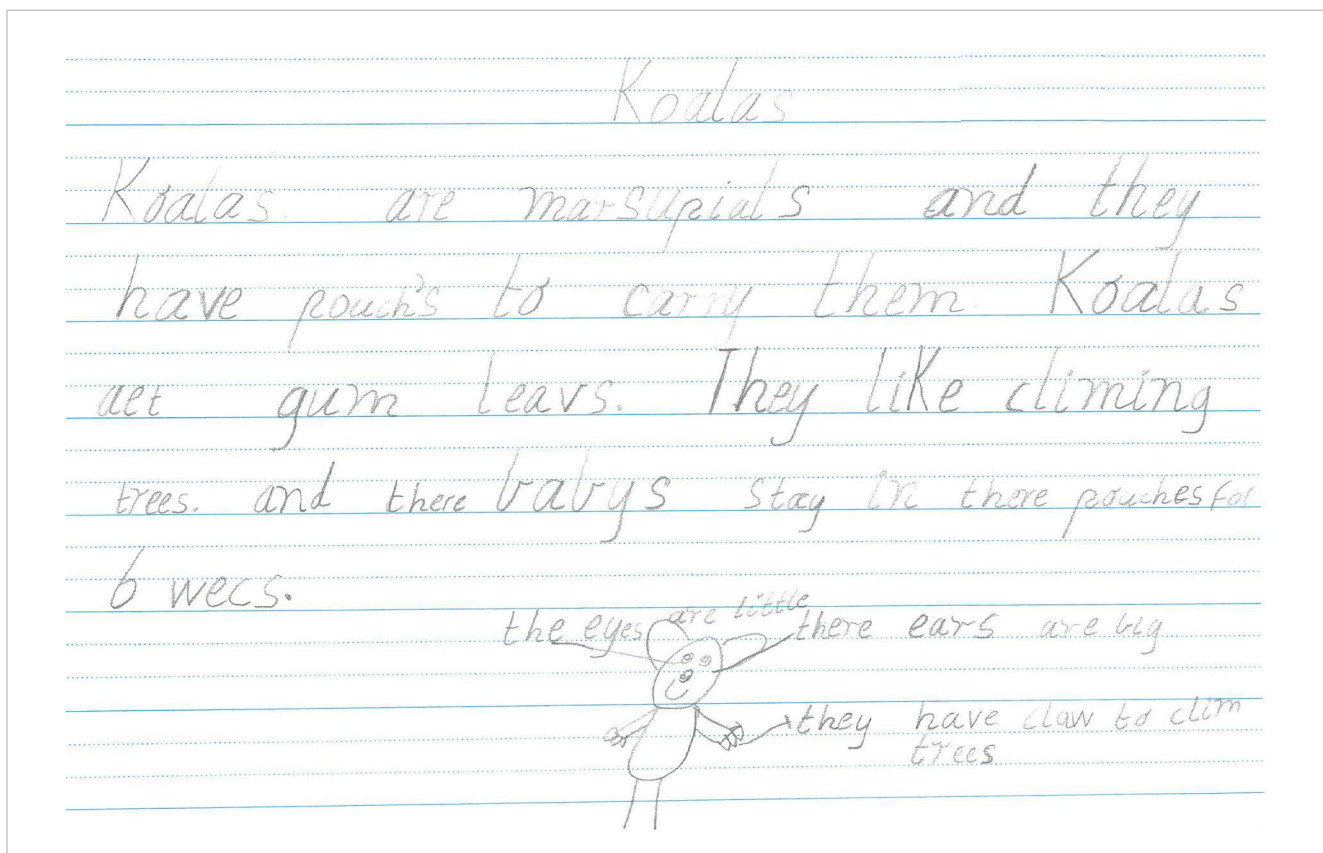 Koalas
Koalas. are marsupials and they
have pouch's to carry them. Koalas
aet gum leavs. They like climing
trees. and there babys stay in there pouches for
6 wecs.
the eyes are little
there ears are big
they have claw to clim
trees